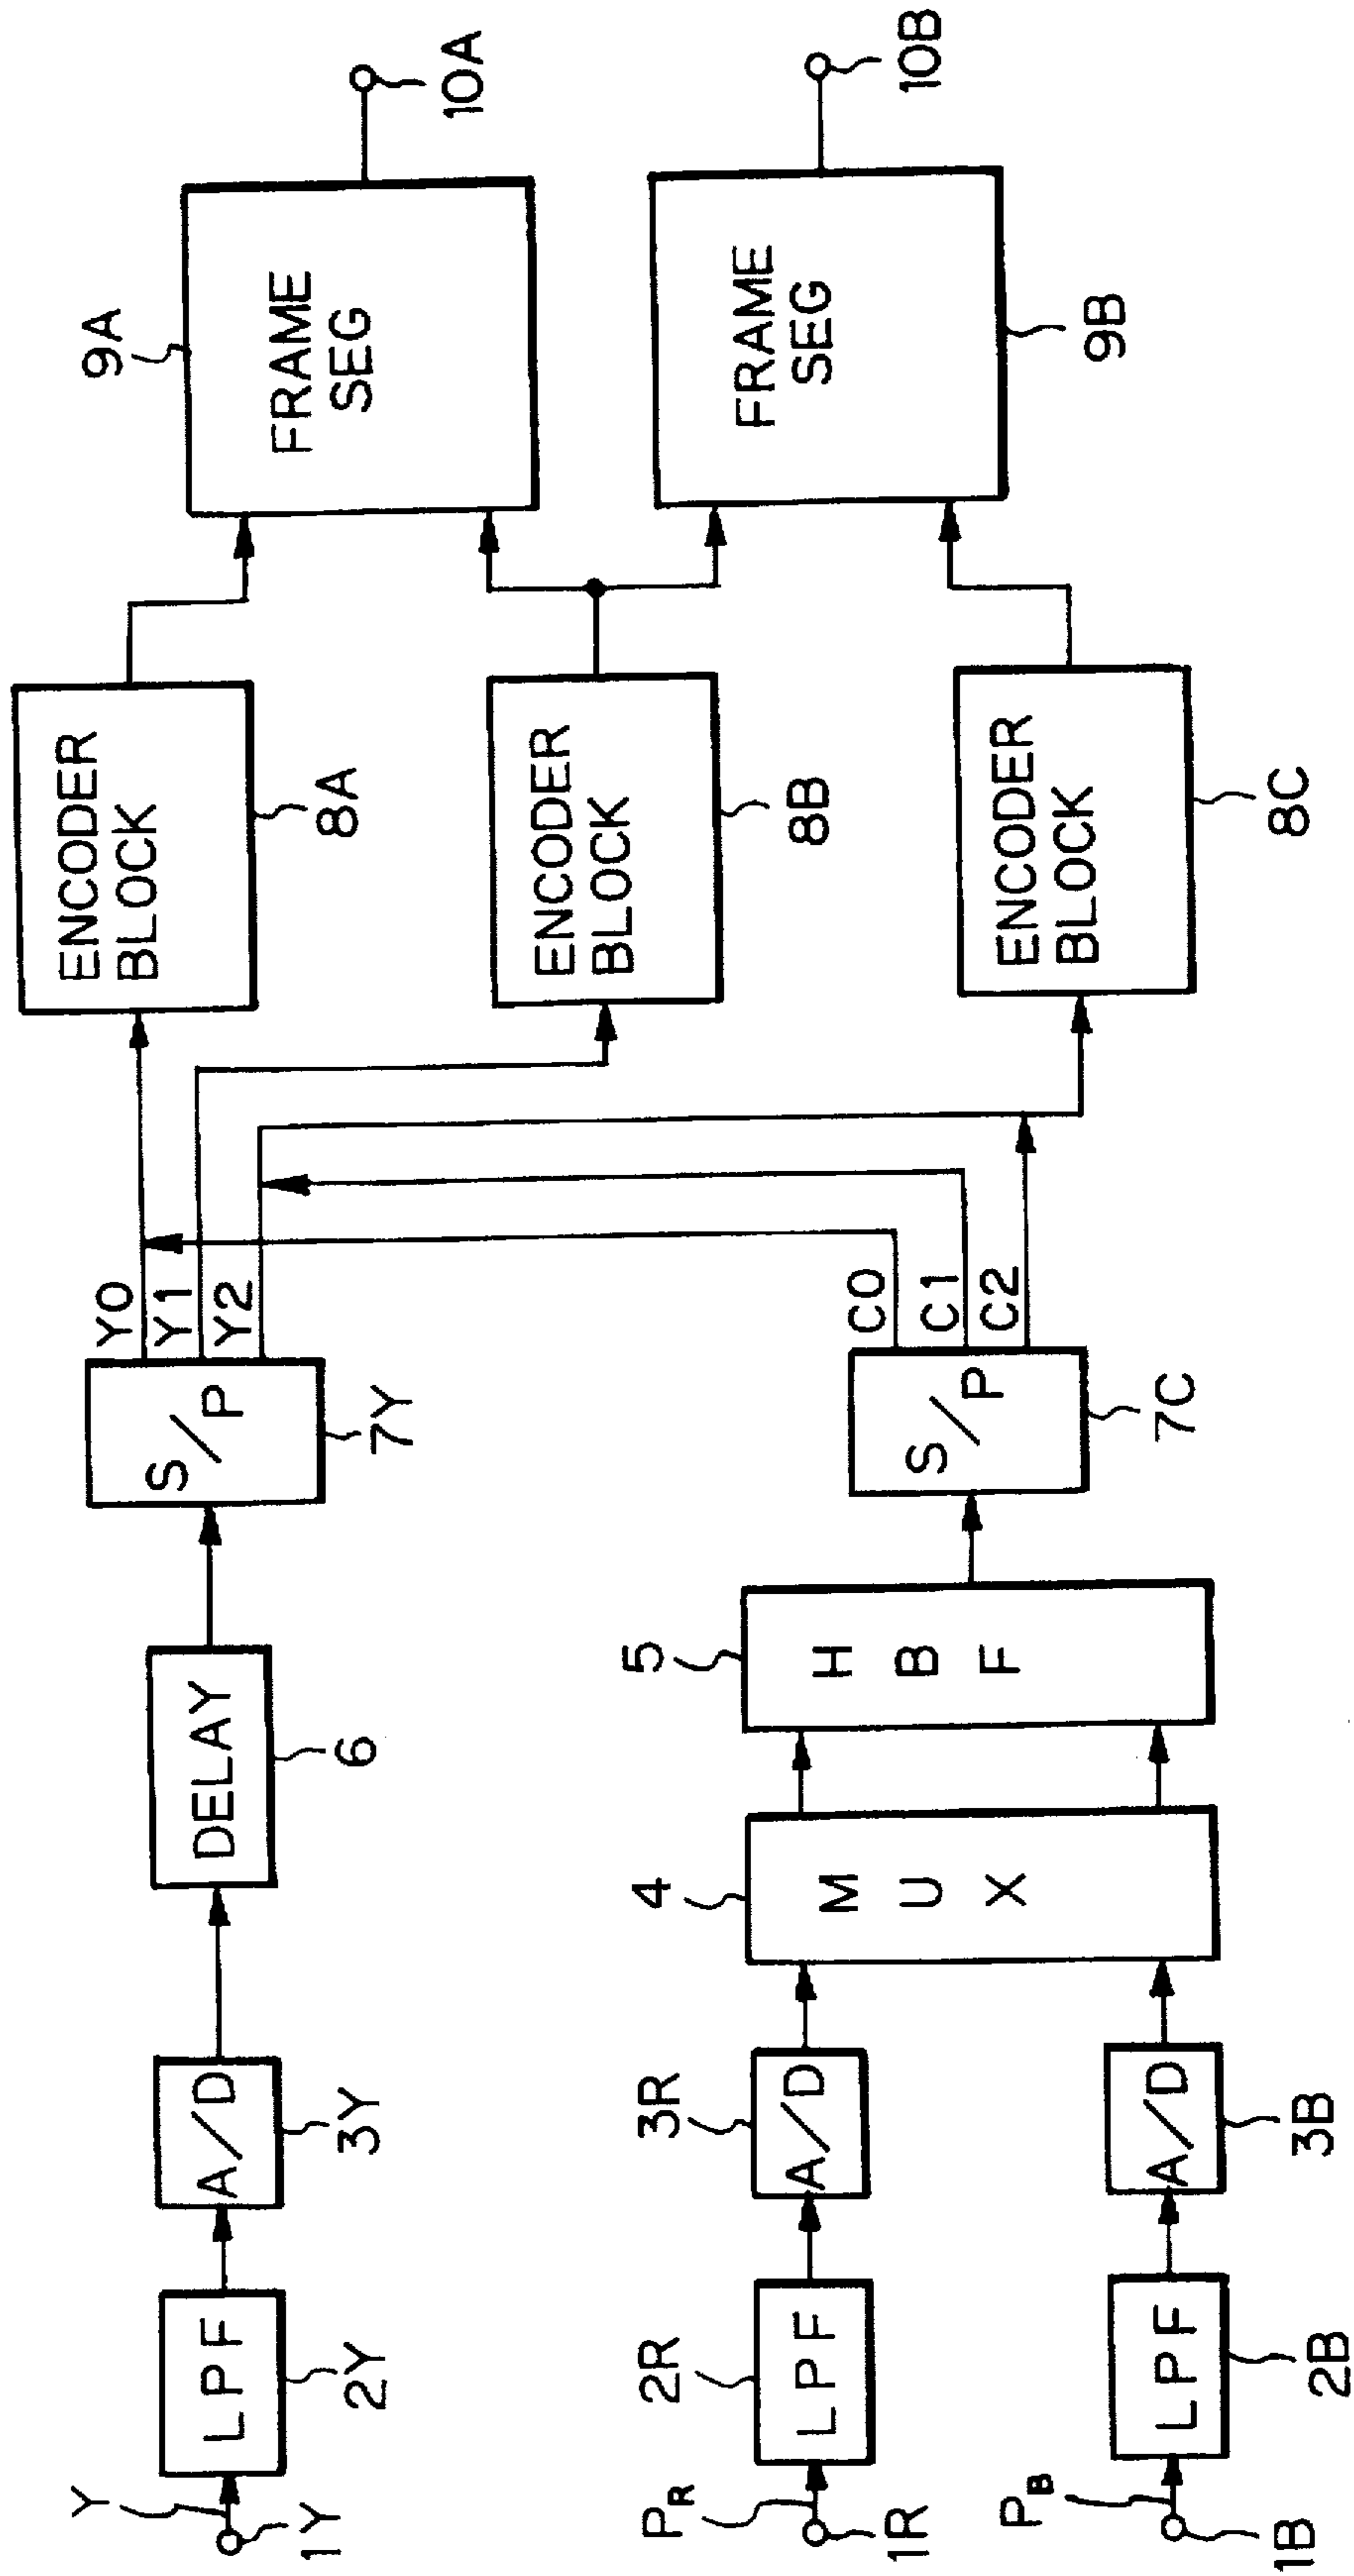 Y
1Y
LPF
2Y
A/D
3Y
DELAY
6
S/P
7Y
Y0
Y1
Y2
ENCODER
BLOCK
8A
FRAME
SEG
9A
10A
ENCODER
BLOCK
8B
FRAME
SEG
9B
10B
PR
1R
LPF
2R
A/D
3R
PB
1B
LPF
2B
A/D
3B
MUX
4
HBF
5
S/P
7C
C0
C1
C2
ENCODER
BLOCK
8C